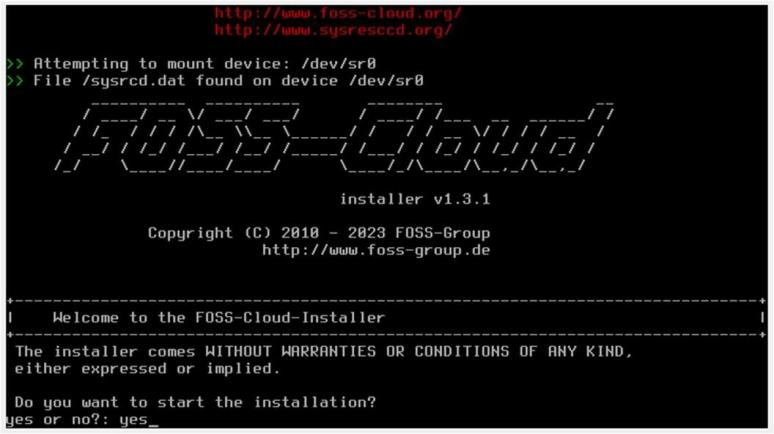 http://www.foss-cloud.org/
http://www.sysresccd.org/
>> Attempting to mount device: /dev/sr0
>> File /sysrcd.dat found on device /dev/sr0
FOSS-Cloud
installer v1.3.1
Copyright (C) 2010 - 2023 FOSS-Group
http://www.foss-group.de
Welcome to the FOSS-Cloud-Installer
The installer comes WITHOUT WARRANTIES OR CONDITIONS OF ANY KIND,
either expressed or implied.
Do you want to start the installation?
yes or no?: yes_